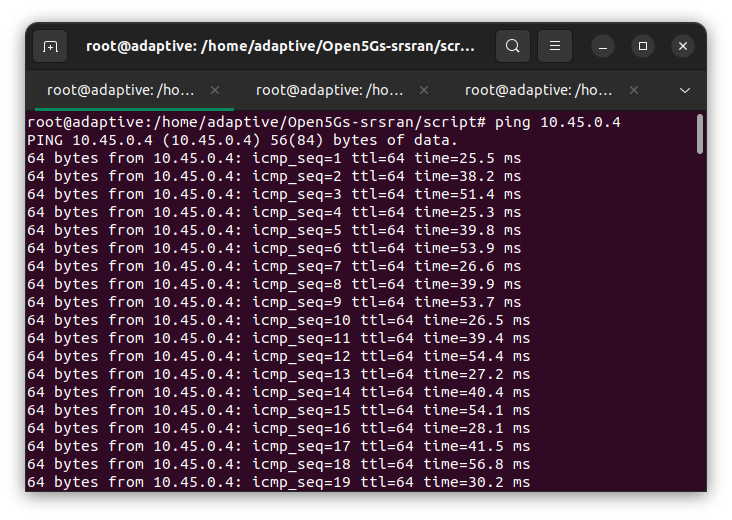 root@adaptive: /home/adaptive/Open5Gs-srsran/scr...
root@adaptive: /ho... root@adaptive: /ho... root@adaptive: /ho...
root@adaptive:/home/adaptive/Open5Gs-srsran/script# ping 10.45.0.4
PING 10.45.0.4 (10.45.0.4) 56(84) bytes of data.
64 bytes from 10.45.0.4: icmp_seq=1 ttl=64 time=25.5 ms
64 bytes from 10.45.0.4: icmp_seq=2 ttl=64 time=38.2 ms
64 bytes from 10.45.0.4: icmp_seq=3 ttl=64 time=51.4 ms
64 bytes from 10.45.0.4: icmp_seq=4 ttl=64 time=25.3 ms
64 bytes from 10.45.0.4: icmp_seq=5 ttl=64 time=39.8 ms
64 bytes from 10.45.0.4: icmp_seq=6 ttl=64 time=53.9 ms
64 bytes from 10.45.0.4: icmp_seq=7 ttl=64 time=26.6 ms
64 bytes from 10.45.0.4: icmp_seq=8 ttl=64 time=39.9 ms
64 bytes from 10.45.0.4: icmp_seq=9 ttl=64 time=53.7 ms
64 bytes from 10.45.0.4: icmp_seq=10 ttl=64 time=26.5 ms
64 bytes from 10.45.0.4: icmp_seq=11 ttl=64 time=39.4 ms
64 bytes from 10.45.0.4: icmp_seq=12 ttl=64 time=54.4 ms
64 bytes from 10.45.0.4: icmp_seq=13 ttl=64 time=27.2 ms
64 bytes from 10.45.0.4: icmp_seq=14 ttl=64 time=40.4 ms
64 bytes from 10.45.0.4: icmp_seq=15 ttl=64 time=54.1 ms
64 bytes from 10.45.0.4: icmp_seq=16 ttl=64 time=28.1 ms
64 bytes from 10.45.0.4: icmp_seq=17 ttl=64 time=41.5 ms
64 bytes from 10.45.0.4: icmp_seq=18 ttl=64 time=56.8 ms
64 bytes from 10.45.0.4: icmp_seq=19 ttl=64 time=30.2 ms